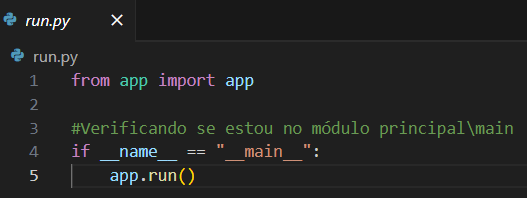 run.py ×
run.py
1 from app import app
2
3 #Verificando se estou no módulo principal\main
4 if __name__ == "__main__":
5 app.run()